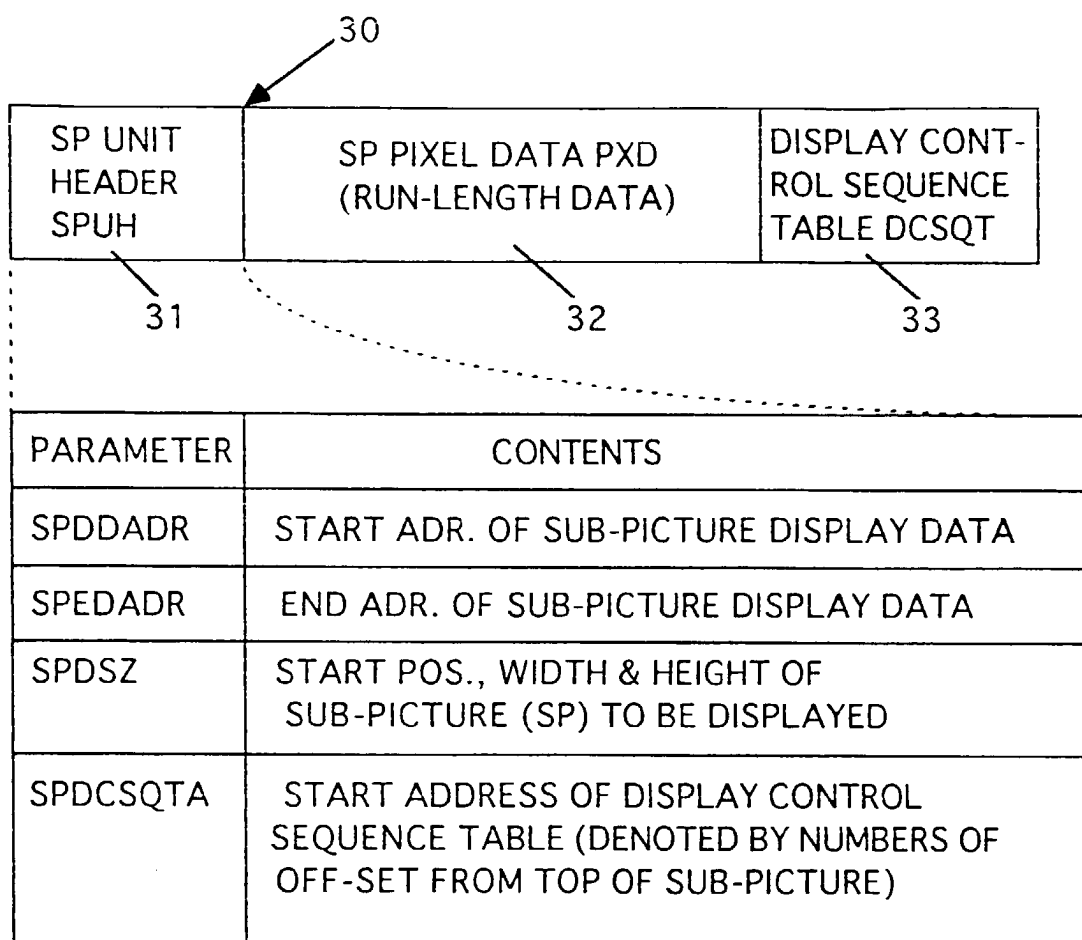 30
SP UNIT
HEADER
SPUH
SP PIXEL DATA PXD
(RUN-LENGTH DATA)
DISPLAY CONT-
ROL SEQUENCE
TABLE DCSQT
31
32
33
PARAMETER
CONTENTS
SPDDADR
START ADR. OF SUB-PICTURE DISPLAY DATA
SPEDADR
END ADR. OF SUB-PICTURE DISPLAY DATA
SPDSZ
START POS., WIDTH & HEIGHT OF
SUB-PICTURE (SP) TO BE DISPLAYED
SPDCSQTA
START ADDRESS OF DISPLAY CONTROL
SEQUENCE TABLE (DENOTED BY NUMBERS OF
OFF-SET FROM TOP OF SUB-PICTURE)